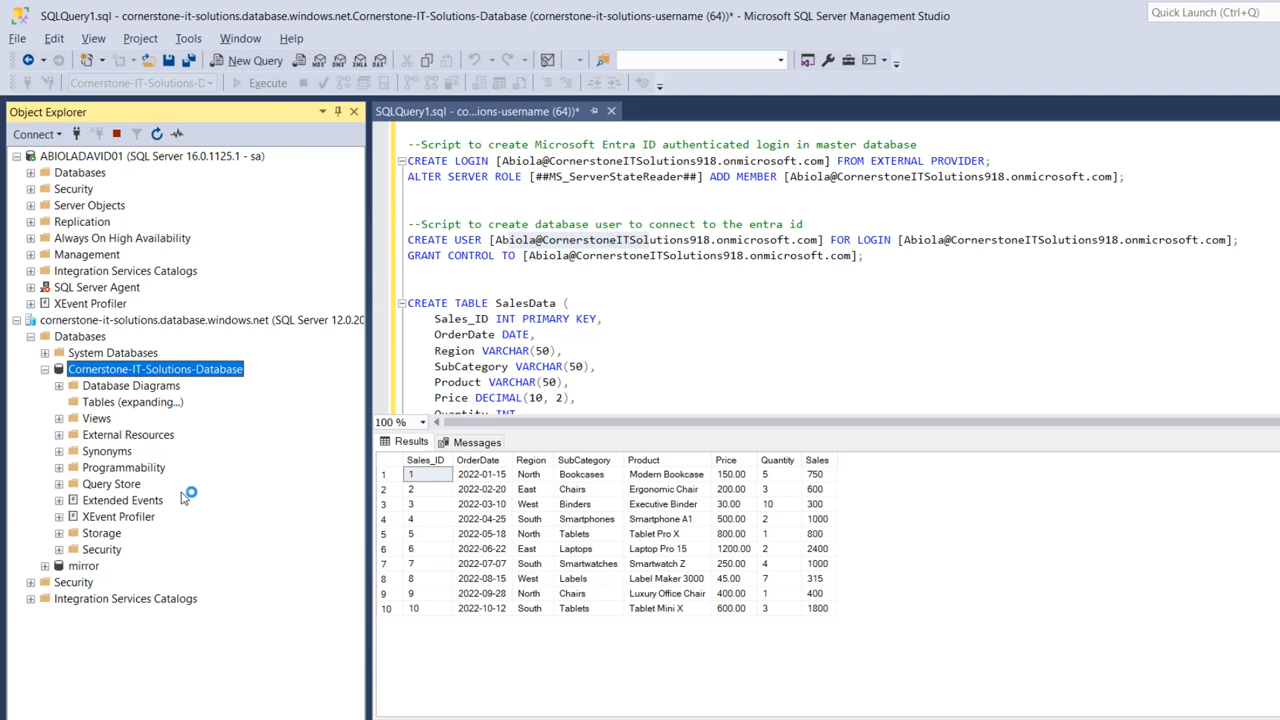 SQLQuery1.sql - cornerstone-it-solutions.database.windows.net.Cornerstone-IT-Solutions-Database (cornerstone-it-solutions-username (64))* - Microsoft SQL Server Management Studio
Quick Launch (Ctrl+Q)
File Edit View Project Tools Window Help
New Query MDX DMX XMLA DAX
Cornerstone-IT-Solutions-D Execute
Object Explorer
SQLQuery1.sql - co...ions-username (64))*
Connect
ABIOLADAVID01 (SQL Server 16.0.1125.1 - sa)
Databases
Security
Server Objects
Replication
Always On High Availability
Management
Integration Services Catalogs
SQL Server Agent
XEvent Profiler
cornerstone-it-solutions.database.windows.net (SQL Server 12.0.20
Databases
System Databases
Cornerstone-IT-Solutions-Database
Database Diagrams
Tables (expanding...)
Views
External Resources
Synonyms
Programmability
Query Store
Extended Events
XEvent Profiler
Storage
Security
mirror
Security
Integration Services Catalogs
--Script to create Microsoft Entra ID authenticated login in master database
CREATE LOGIN [Abiola@CornerstoneITSolutions918.onmicrosoft.com] FROM EXTERNAL PROVIDER;
ALTER SERVER ROLE [##MS_ServerStateReader##] ADD MEMBER [Abiola@CornerstoneITSolutions918.onmicrosoft.com];
--Script to create database user to connect to the entra id
CREATE USER [Abiola@CornerstoneITSolutions918.onmicrosoft.com] FOR LOGIN [Abiola@CornerstoneITSolutions918.onmicrosoft.com];
GRANT CONTROL TO [Abiola@CornerstoneITSolutions918.onmicrosoft.com];
CREATE TABLE SalesData (
Sales_ID INT PRIMARY KEY,
OrderDate DATE,
Region VARCHAR(50),
SubCategory VARCHAR(50),
Product VARCHAR(50),
Price DECIMAL(10, 2),
Quantity INT
100 %
Results Messages
Sales_ID OrderDate Region SubCategory Product Price Quantity Sales
1 1 2022-01-15 North Bookcases Modern Bookcase 150.00 5 750
2 2 2022-02-20 East Chairs Ergonomic Chair 200.00 3 600
3 3 2022-03-10 West Binders Executive Binder 30.00 10 300
4 4 2022-04-25 South Smartphones Smartphone A1 500.00 2 1000
5 5 2022-05-18 North Tablets Tablet Pro X 800.00 1 800
6 6 2022-06-22 East Laptops Laptop Pro 15 1200.00 2 2400
7 7 2022-07-07 South Smartwatches Smartwatch Z 250.00 4 1000
8 8 2022-08-15 West Labels Label Maker 3000 45.00 7 315
9 9 2022-09-28 North Chairs Luxury Office Chair 400.00 1 400
10 10 2022-10-12 South Tablets Tablet Mini X 600.00 3 1800